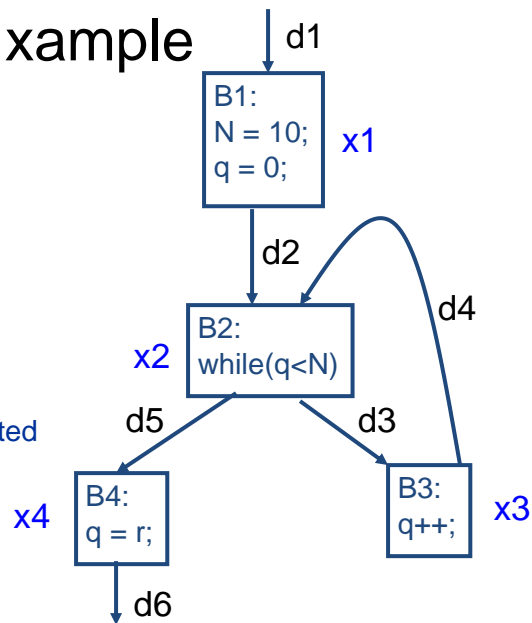 xample
d1
B1:
N = 10;
q = 0;
x1
d2
d4
B2:
while(q<N)
x2
ted
d5
d3
B4:
q = r;
x4
B3:
q++;
x3
d6